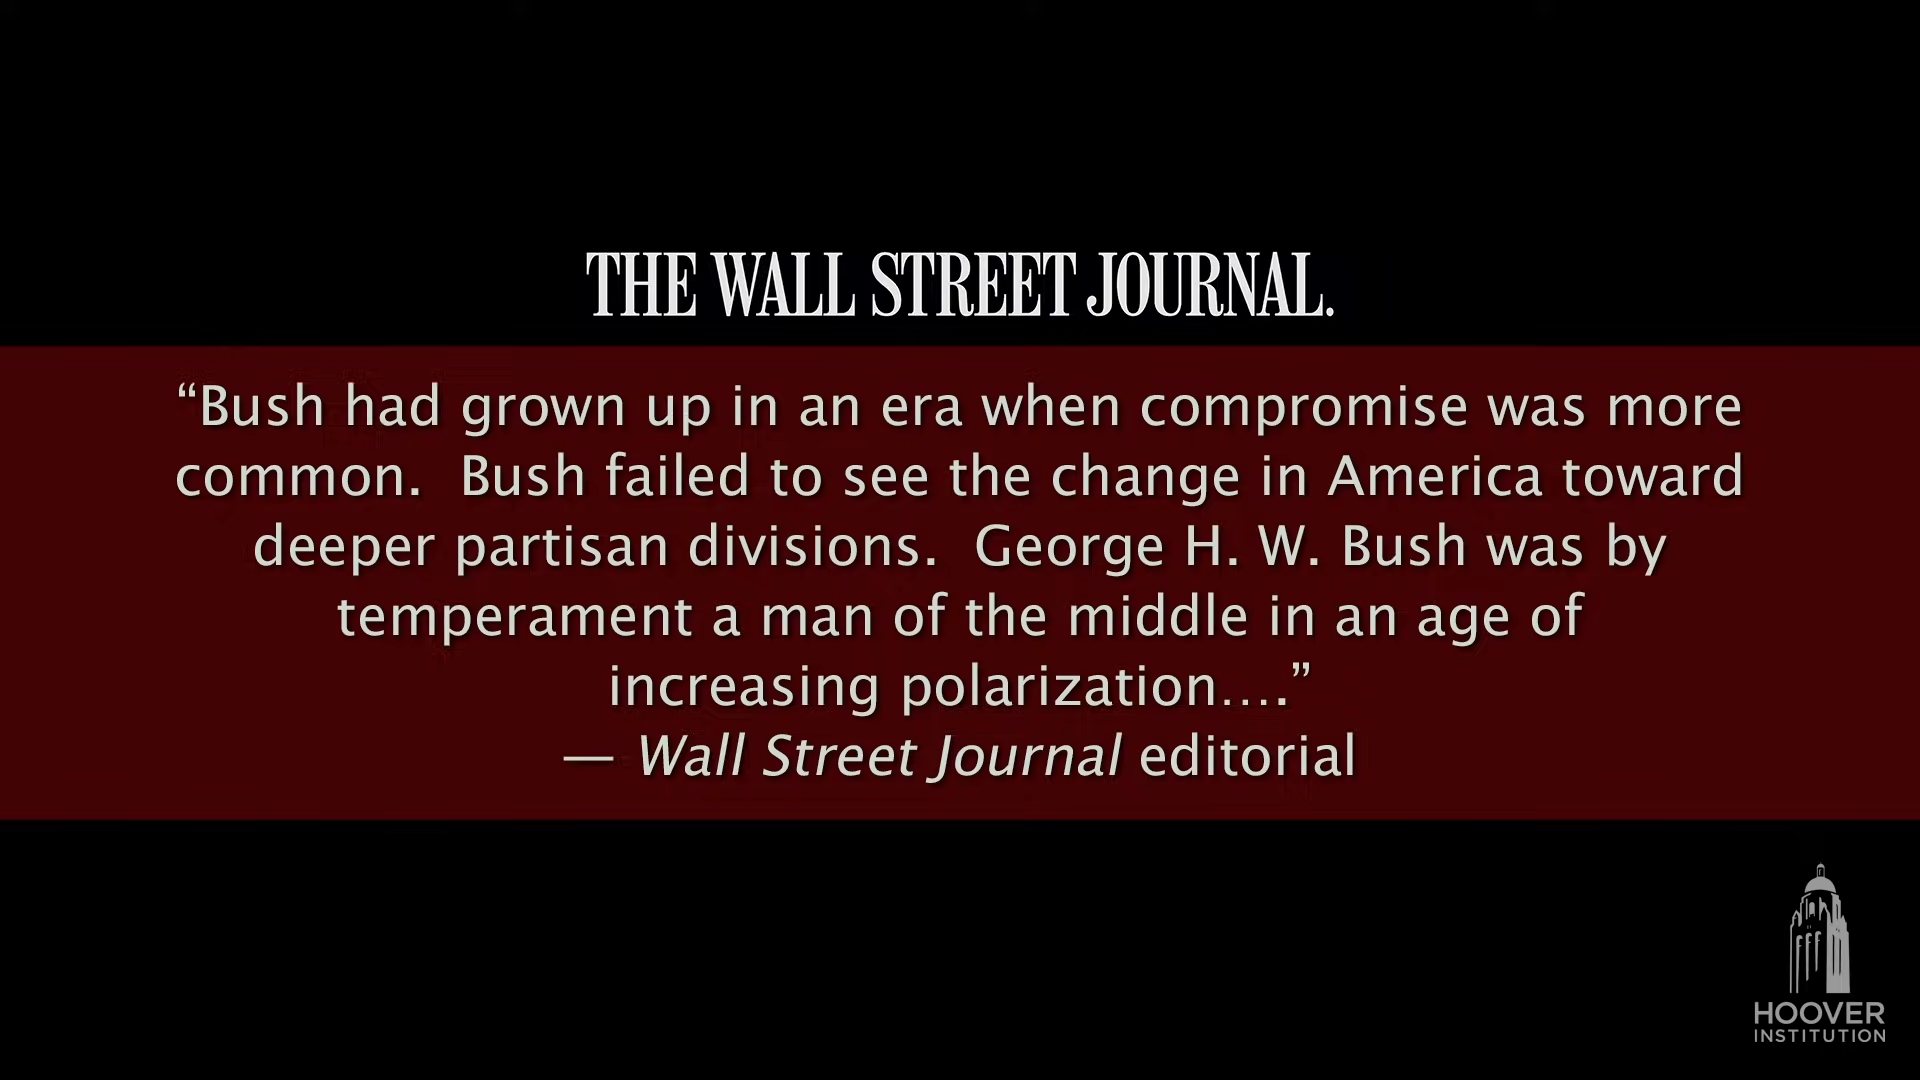 THE WALL STREET JOURNAL.
“Bush had grown up in an era when compromise was more
common.  Bush failed to see the change in America toward
deeper partisan divisions.  George H. W. Bush was by
temperament a man of the middle in an age of
increasing polarization….”
— Wall Street Journal editorial
HOOVER
INSTITUTION